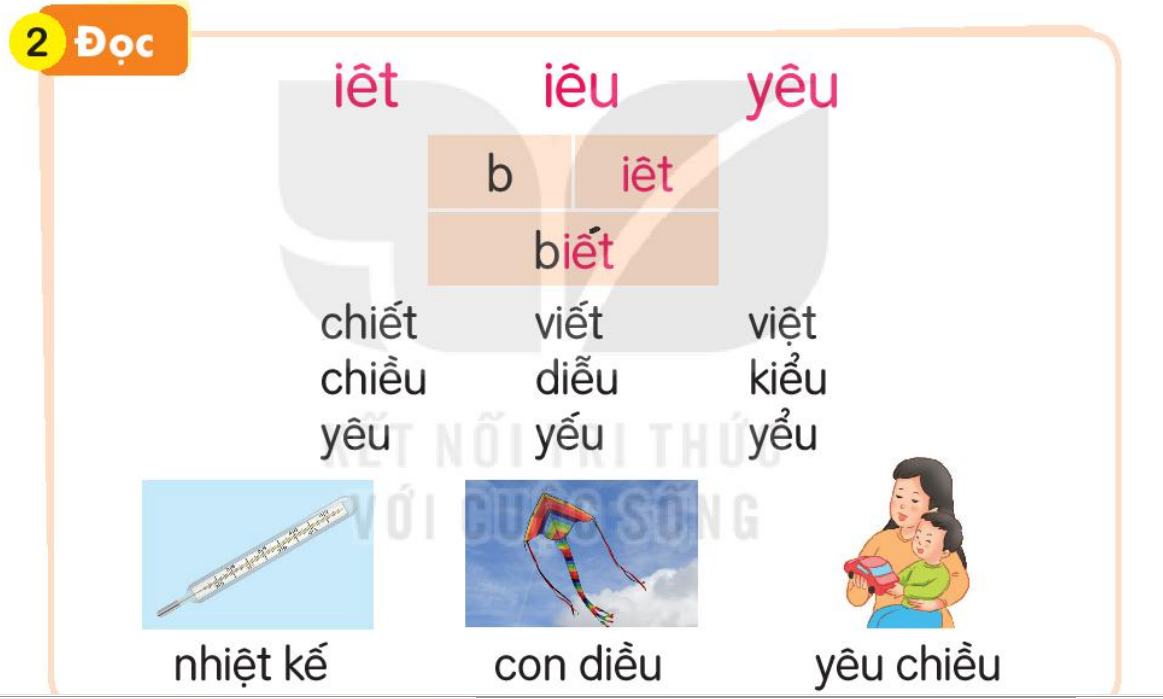 2 Đọc
iêt iêu yêu
b iêt
biết
chiết viết việt
chiều diễu kiểu
yêu yếu yểu
KẾT NỐI TRI THỨC
VỚI CUỘC SỐNG
nhiệt kế con diều yêu chiều